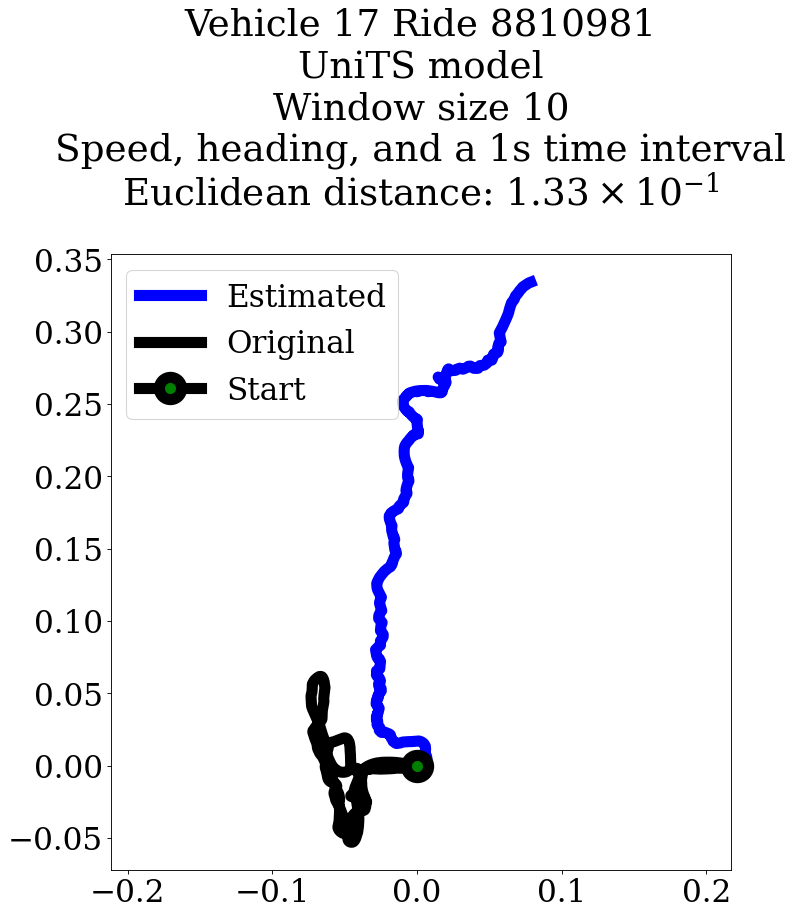 Vehicle 17 Ride 8810981
UniTS model
Window size 10
Speed, heading, and a 1s time interval
Euclidean distance: 1.33 × 10⁻¹
0.35
Estimated
0.30
Original
0.25
Start
0.20
0.15
0.10
0.05
0.00
−0.05
−0.2 −0.1 0.0 0.1 0.2